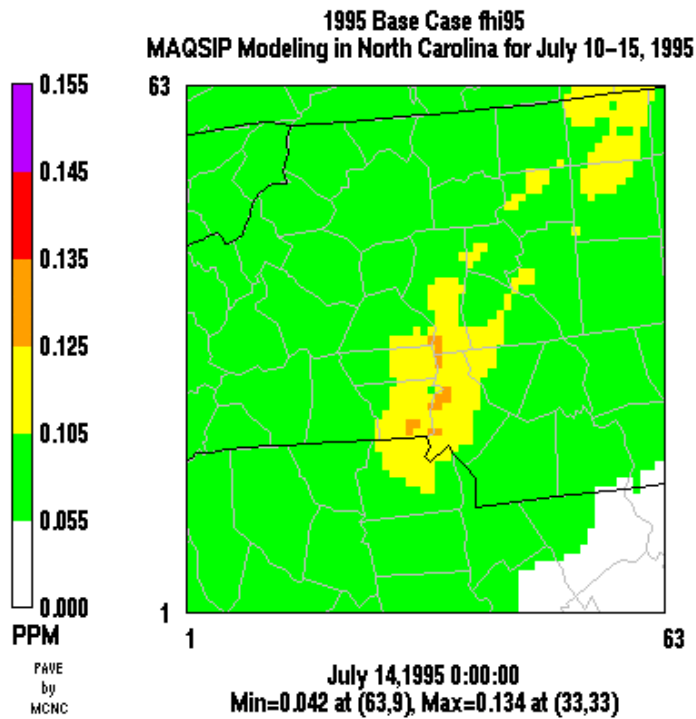 1995 Base Case fhi95
MAQSIP Modeling in North Carolina for July 10-15, 1995
0.155
0.145
0.135
0.125
0.105
0.055
0.000
PPM
PAVE
by
MCNC
63
1
1
63
July 14,1995 0:00:00
Min=0.042 at (63,9), Max=0.134 at (33,33)